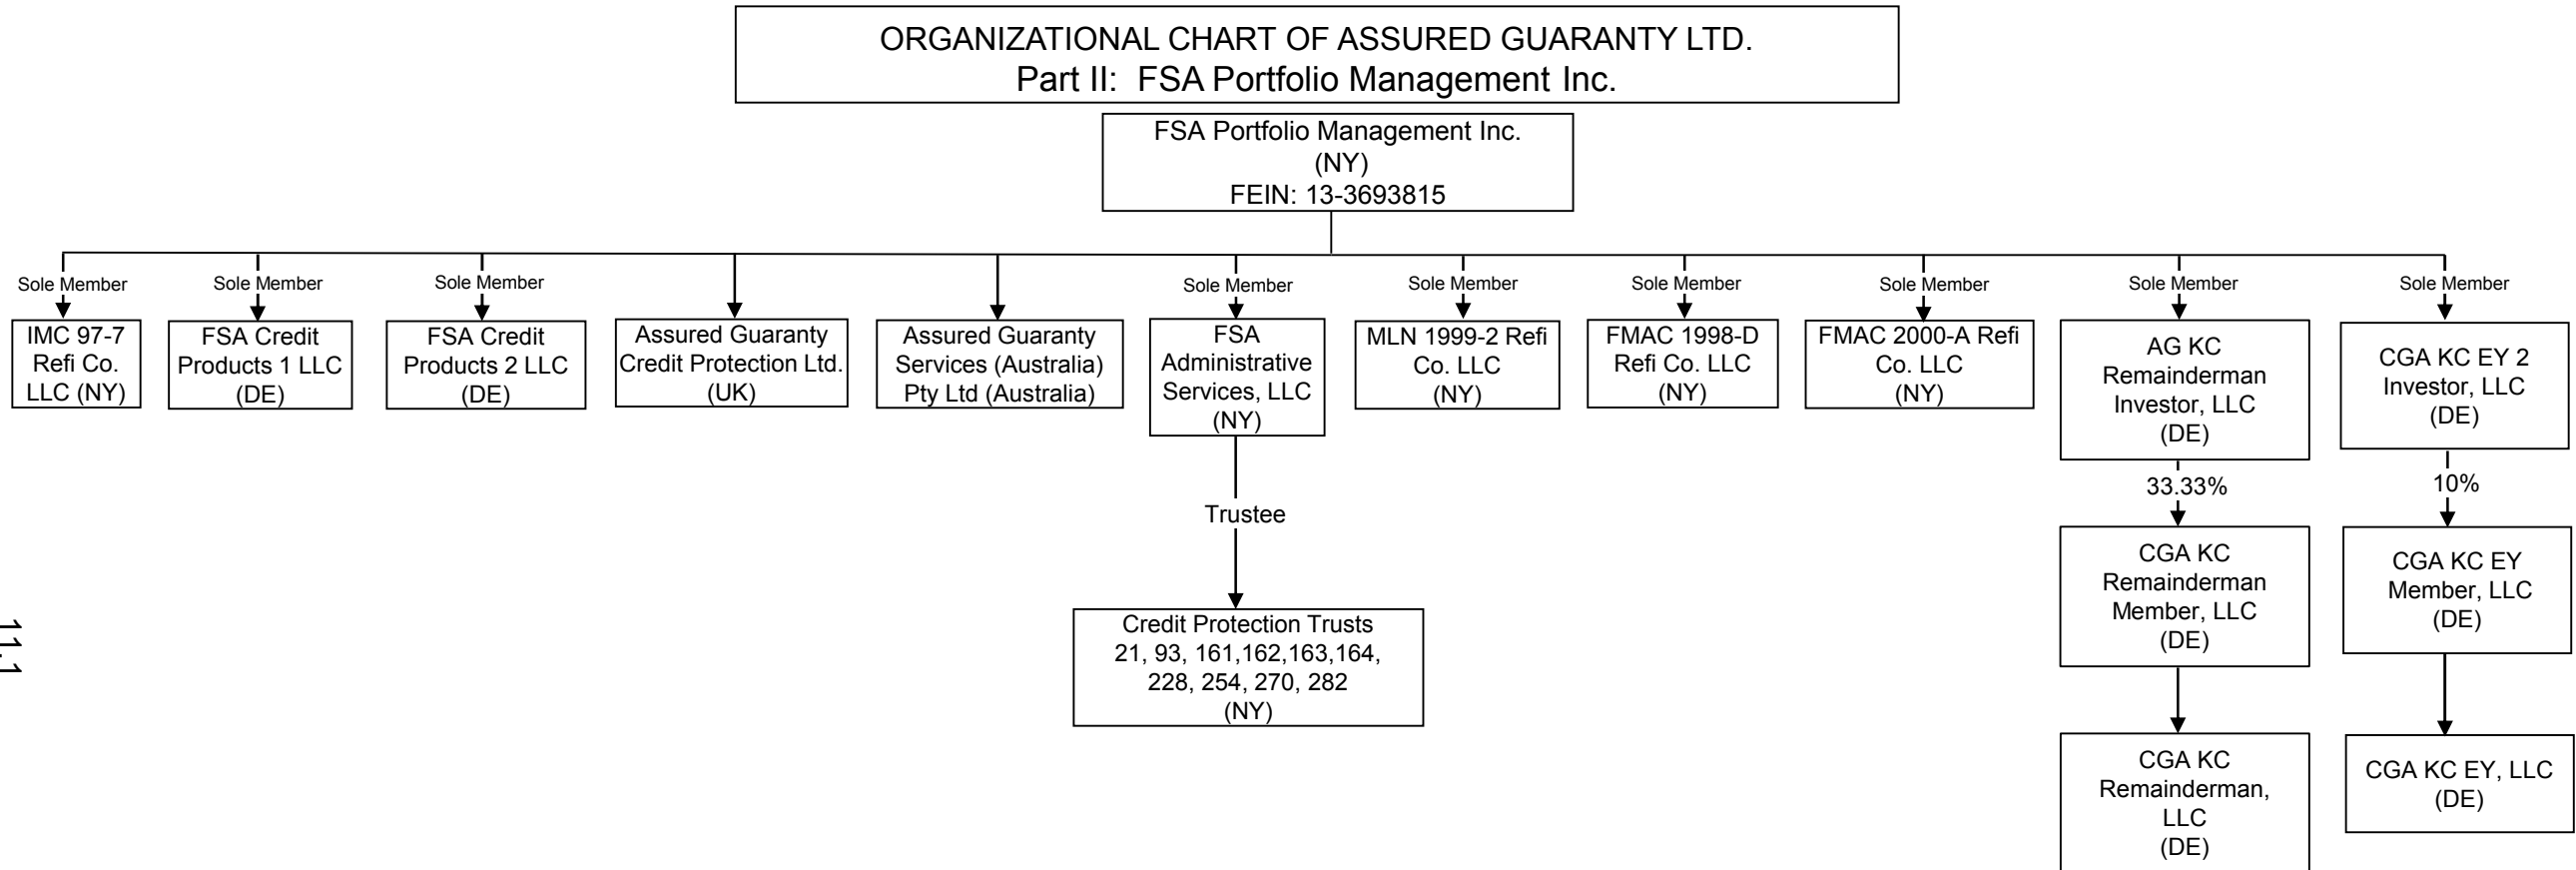 ORGANIZATIONAL CHART OF ASSURED GUARANTY LTD.
Part II: FSA Portfolio Management Inc.
FSA Portfolio Management Inc.
(NY)
FEIN: 13-3693815
Sole Member
Sole Member
Sole Member
Sole Member
Sole Member
Sole Member
Sole Member
Sole Member
Sole Member
IMC 97-7
Refi Co.
LLC (NY)
FSA Credit
Products 1 LLC
(DE)
FSA Credit
Products 2 LLC
(DE)
Assured Guaranty
Credit Protection Ltd.
(UK)
Assured Guaranty
Services (Australia)
Pty Ltd (Australia)
FSA
Administrative
Services, LLC
(NY)
MLN 1999-2 Refi
Co. LLC
(NY)
FMAC 1998-D
Refi Co. LLC
(NY)
FMAC 2000-A Refi
Co. LLC
(NY)
AG KC
Remainderman
Investor, LLC
(DE)
CGA KC EY 2
Investor, LLC
(DE)
33.33%
10%
Trustee
CGA KC
Remainderman
Member, LLC
(DE)
CGA KC EY
Member, LLC
(DE)
Credit Protection Trusts
21, 93, 161,162,163,164,
228, 254, 270, 282
(NY)
CGA KC
Remainderman,
LLC
(DE)
CGA KC EY, LLC
(DE)
11.1